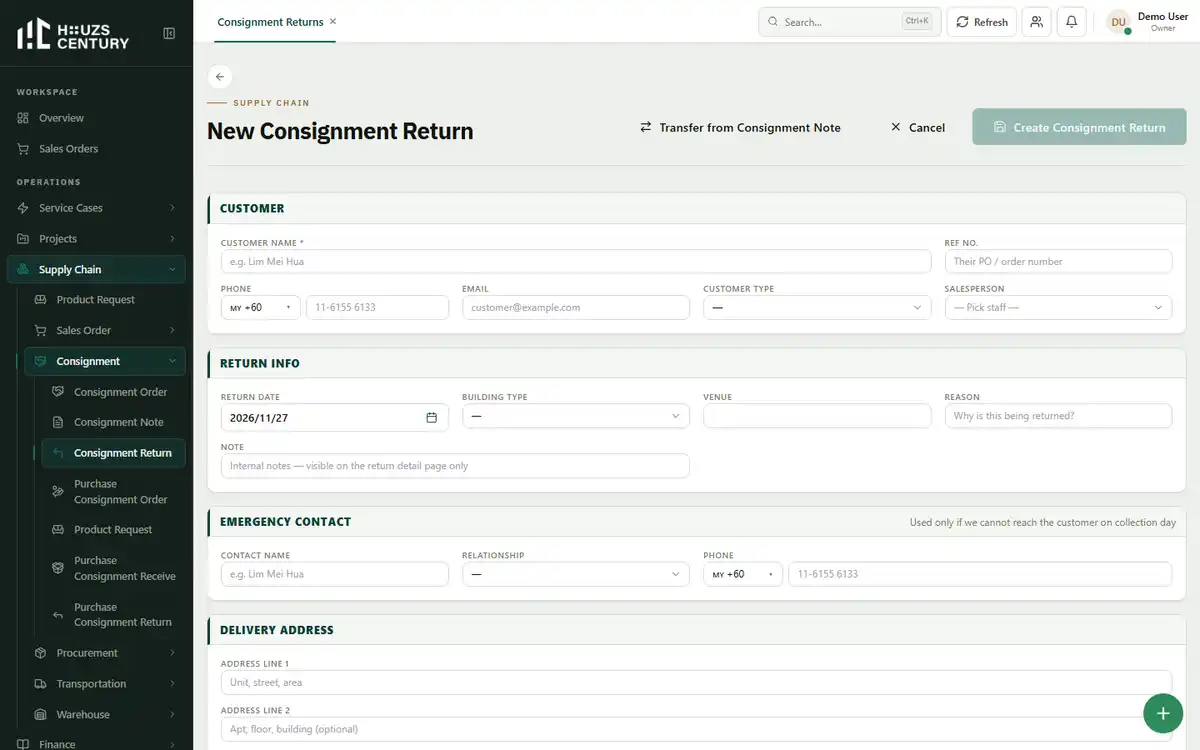 HOUZS
CENTURY
WORKSPACE
Overview
Sales Orders
OPERATIONS
Service Cases
Projects
Supply Chain
Product Request
Sales Order
Consignment
Consignment Order
Consignment Note
Consignment Return
Purchase
Consignment Order
Product Request
Purchase
Consignment Receive
Purchase
Consignment Return
Procurement
Transportation
Warehouse
Finance
Consignment Returns
Search...
Ctrl+K
Refresh
DU
Demo User
Owner
SUPPLY CHAIN
New Consignment Return
Transfer from Consignment Note
Cancel
Create Consignment Return
CUSTOMER
CUSTOMER NAME *
REF NO.
e.g. Lim Mei Hua
Their PO / order number
PHONE
EMAIL
CUSTOMER TYPE
SALESPERSON
MY +60
11-6155 6133
customer@example.com
—
— Pick staff —
RETURN INFO
RETURN DATE
BUILDING TYPE
VENUE
REASON
2026/11/27
—
Why is this being returned?
NOTE
Internal notes — visible on the return detail page only
EMERGENCY CONTACT
Used only if we cannot reach the customer on collection day
CONTACT NAME
RELATIONSHIP
PHONE
e.g. Lim Mei Hua
—
MY +60
11-6155 6133
DELIVERY ADDRESS
ADDRESS LINE 1
Unit, street, area
ADDRESS LINE 2
Apt, floor, building (optional)